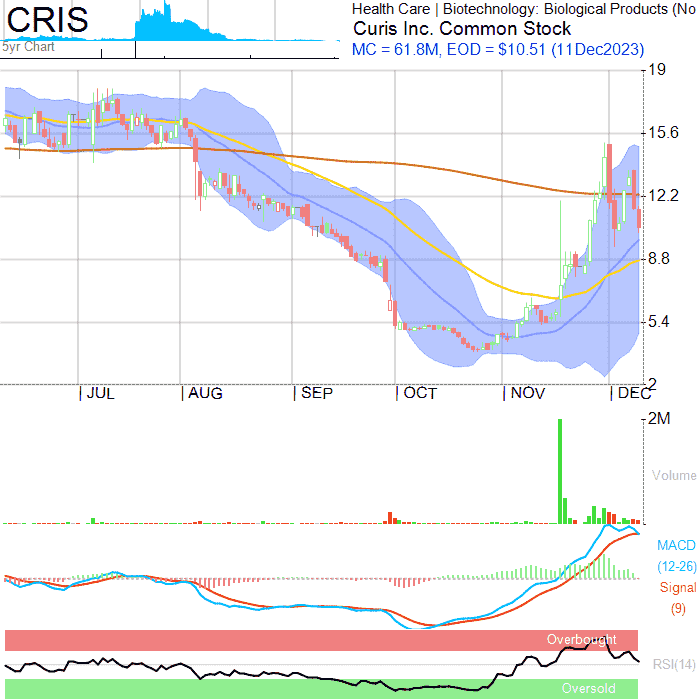 CRIS
5yr Chart
Health Care | Biotechnology: Biological Products (No
Curis Inc. Common Stock
MC = 61.8M, EOD = $10.51 (11Dec2023)
19
15.6
12.2
8.8
5.4
2
JUL AUG SEP OCT NOV DEC
2M
Volume
MACD
(12-26)
Signal
(9)
Overbought
RSI(14)
Oversold